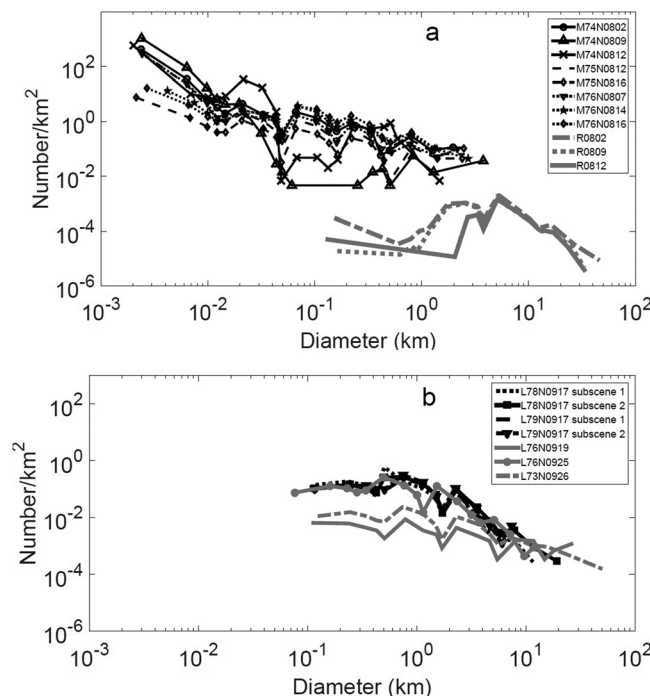 a
M74N0802
M74N0809
M74N0812
M75N0812
M75N0816
M76N0807
M76N0814
M76N0816
R0802
R0809
R0812
Number/km2
10^2
10^0
10^-2
10^-4
10^-6
10^-3 10^-2 10^-1 10^0 10^1 10^2
Diameter (km)
b
L78N0917 subscene 1
L78N0917 subscene 2
L79N0917 subscene 1
L79N0917 subscene 2
L76N0919
L76N0925
L73N0926
Number/km2
10^2
10^0
10^-2
10^-4
10^-6
10^-3 10^-2 10^-1 10^0 10^1 10^2
Diameter (km)